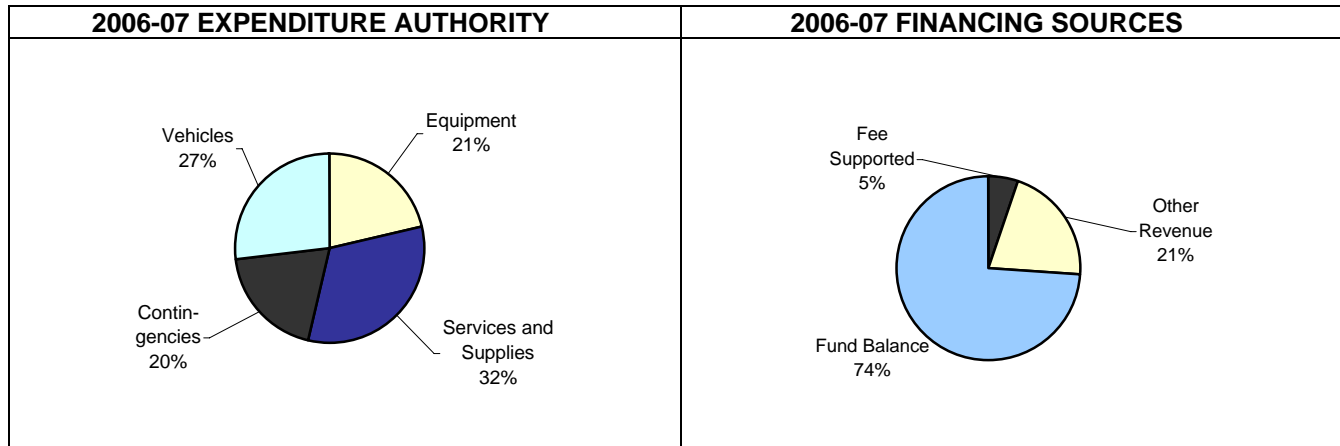 2006-07 EXPENDITURE AUTHORITY
Vehicles
27%
Equipment
21%
Contin-
gencies
20%
Services and
Supplies
32%
2006-07 FINANCING SOURCES
Fee
Supported
5%
Other
Revenue
21%
Fund Balance
74%